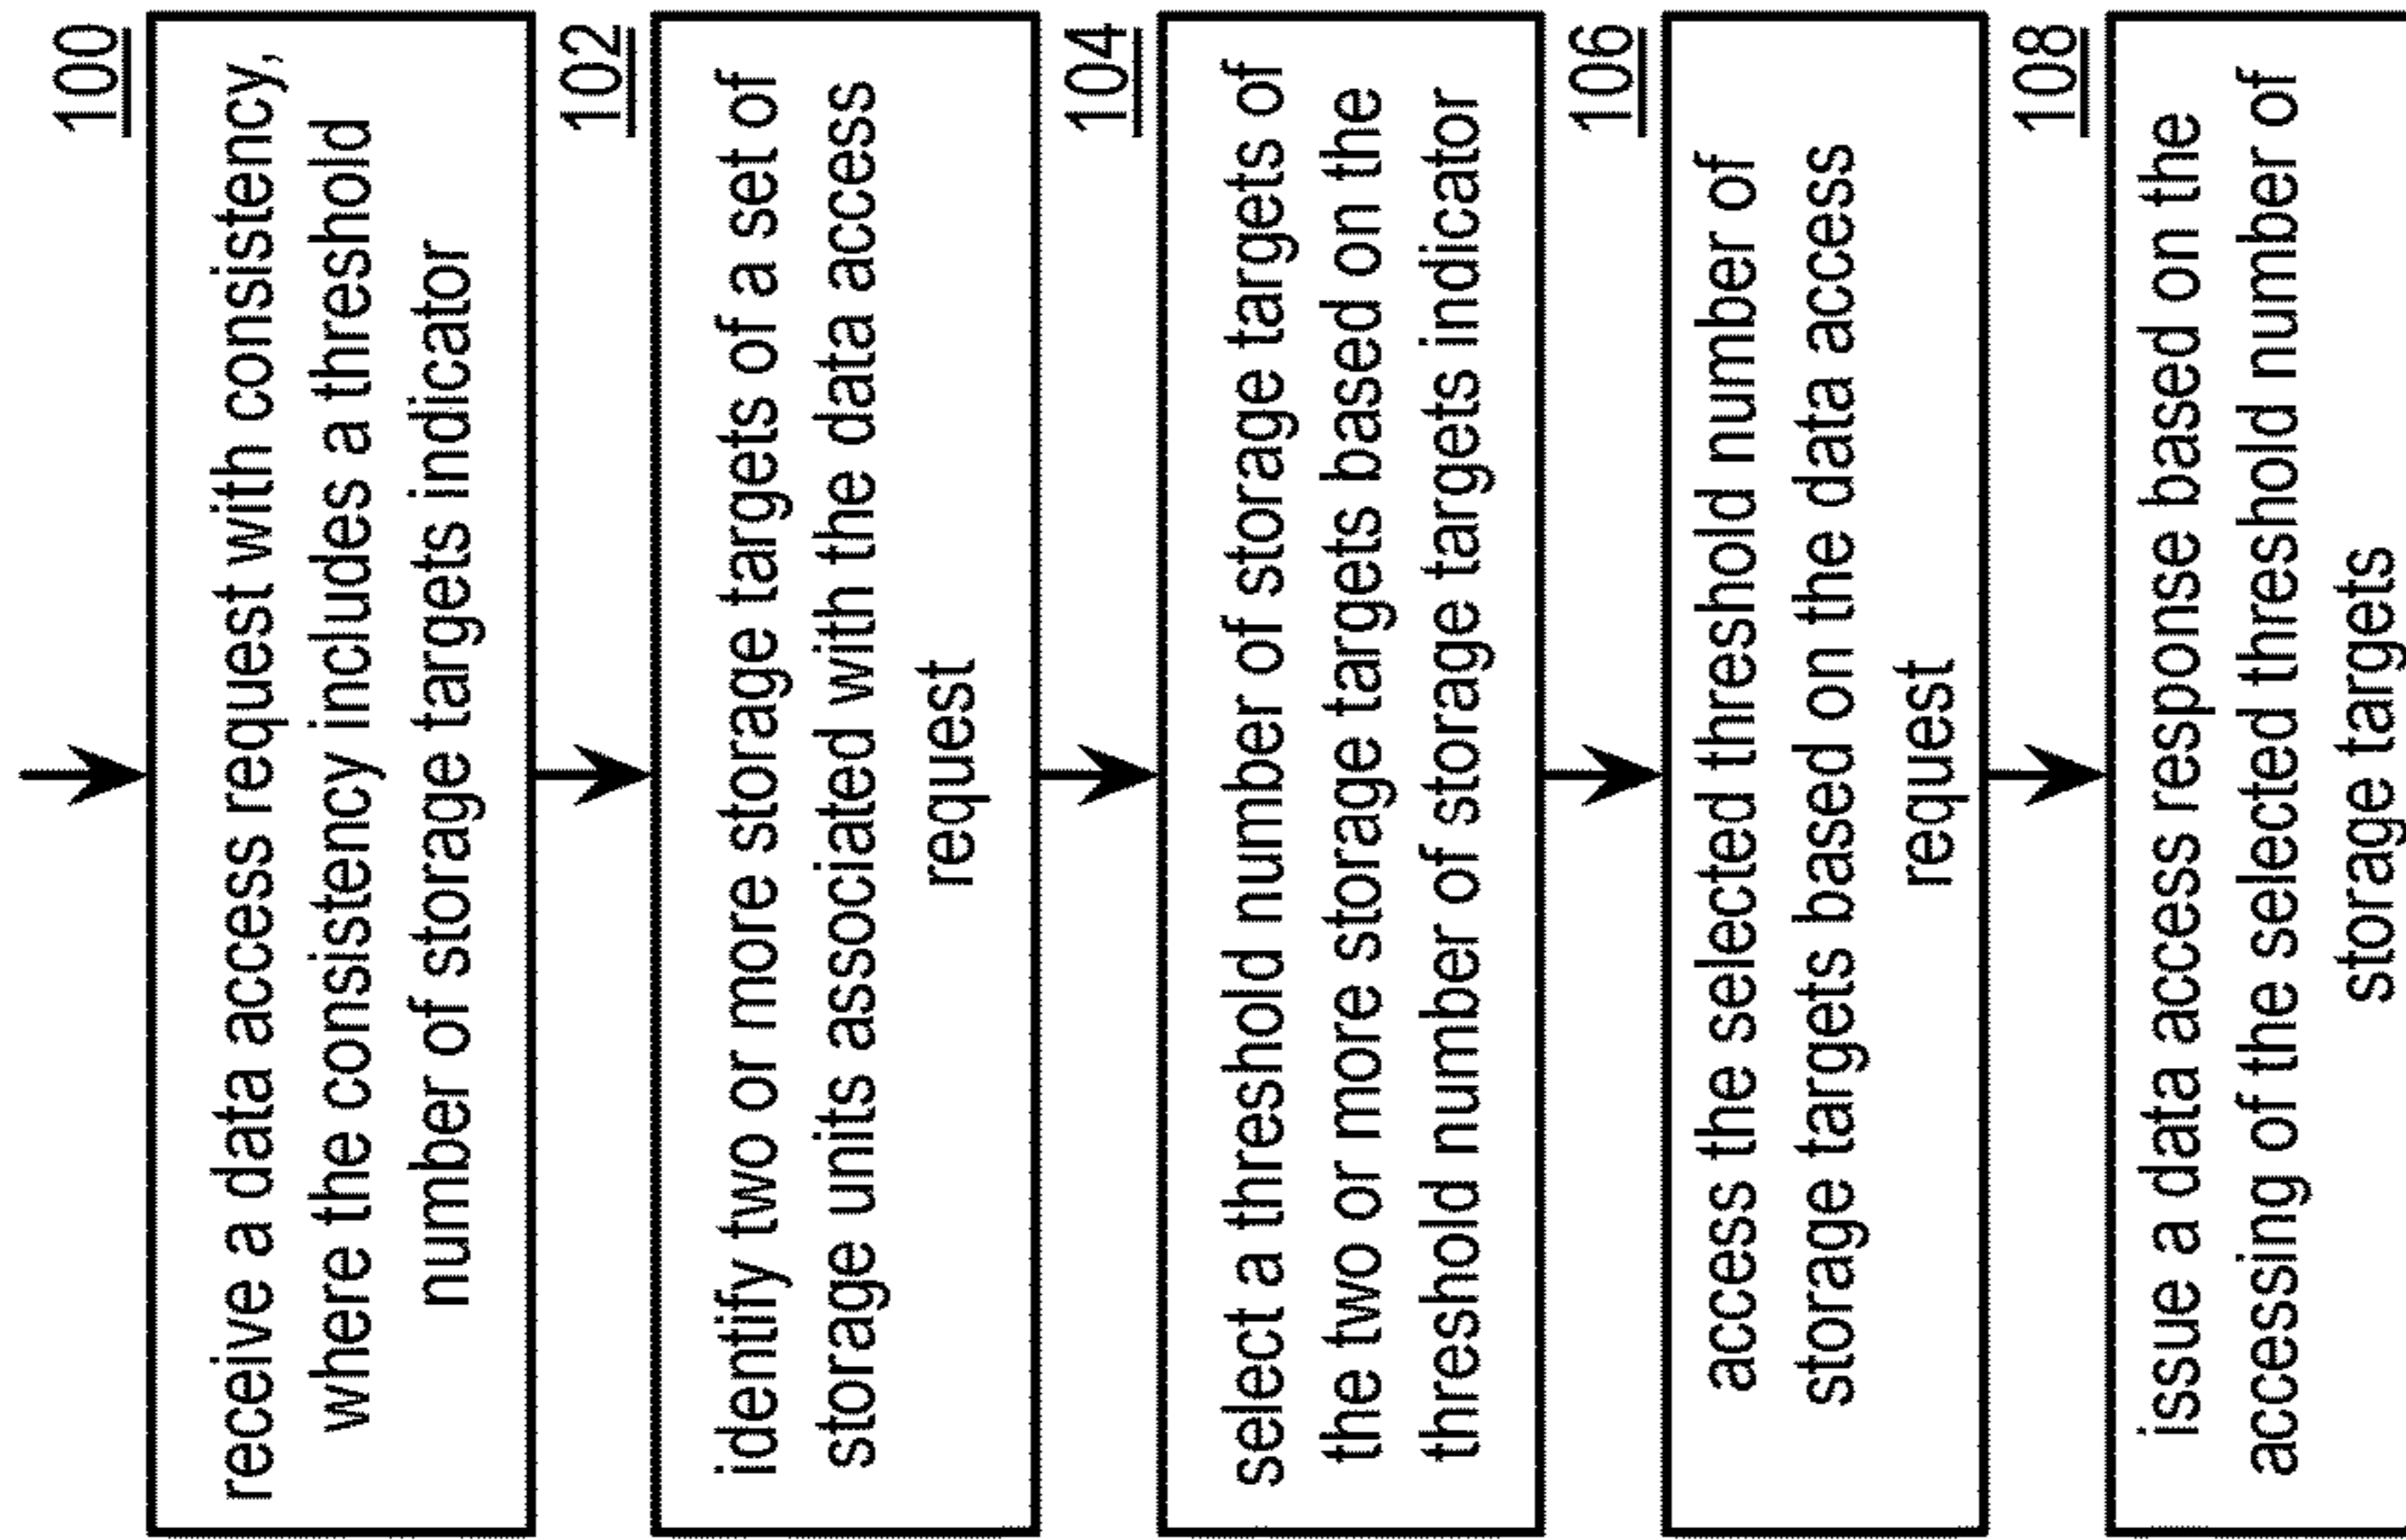 100
receive a data access request with consistency,
where the consistency includes a threshold
number of storage targets indicator
102
identify two or more storage targets of a set of
storage units associated with the data access
request
104
select a threshold number of storage targets of
the two or more storage targets based on the
threshold number of storage targets indicator
106
access the selected threshold number of
storage targets based on the data access
request
108
issue a data access response based on the
accessing of the selected threshold number of
storage targets